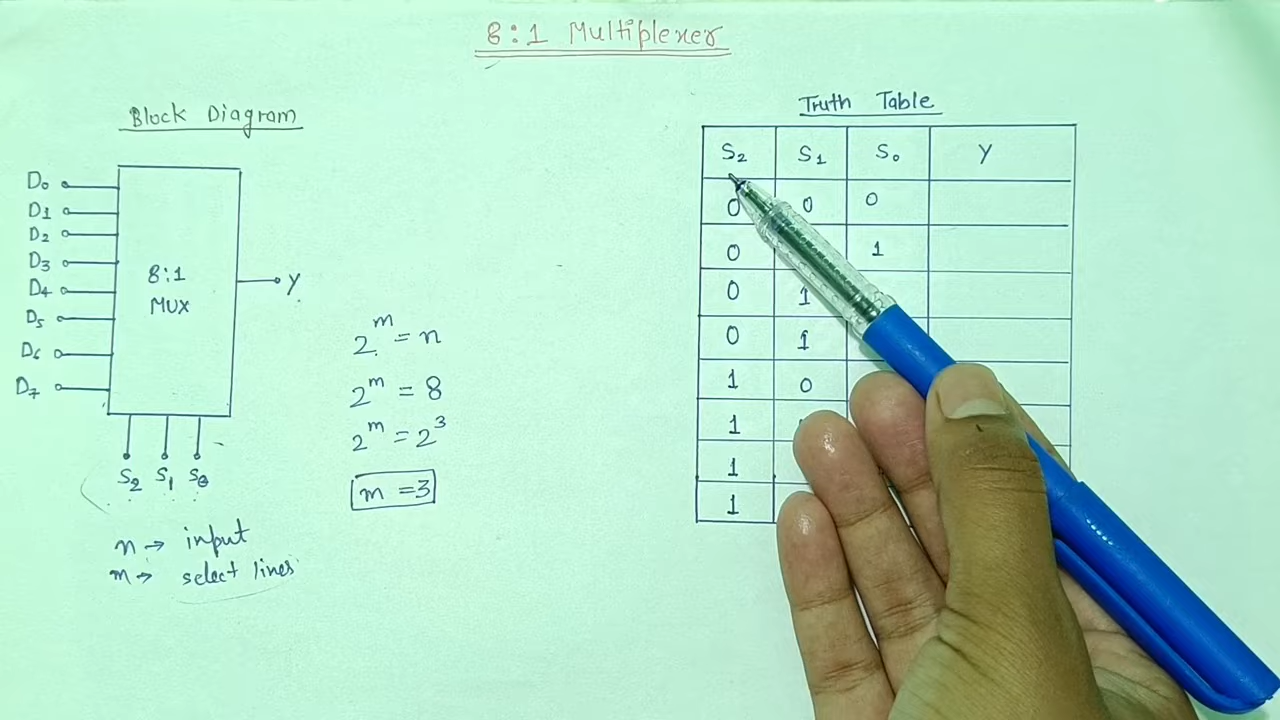 8:1 Multiplexer
Block Diagram
D₀
D₁
D₂
D₃
D₄
D₅
D₆
D₇
8:1
MUX
Y
S₂ S₁ S₀
n → input
m → select lines
2^m = n
2^m = 8
2^m = 2^3
m = 3
Truth Table
S₂ S₁ S₀ Y
0 0 0
0 1
0 1
0 1
1 0
1
1
1